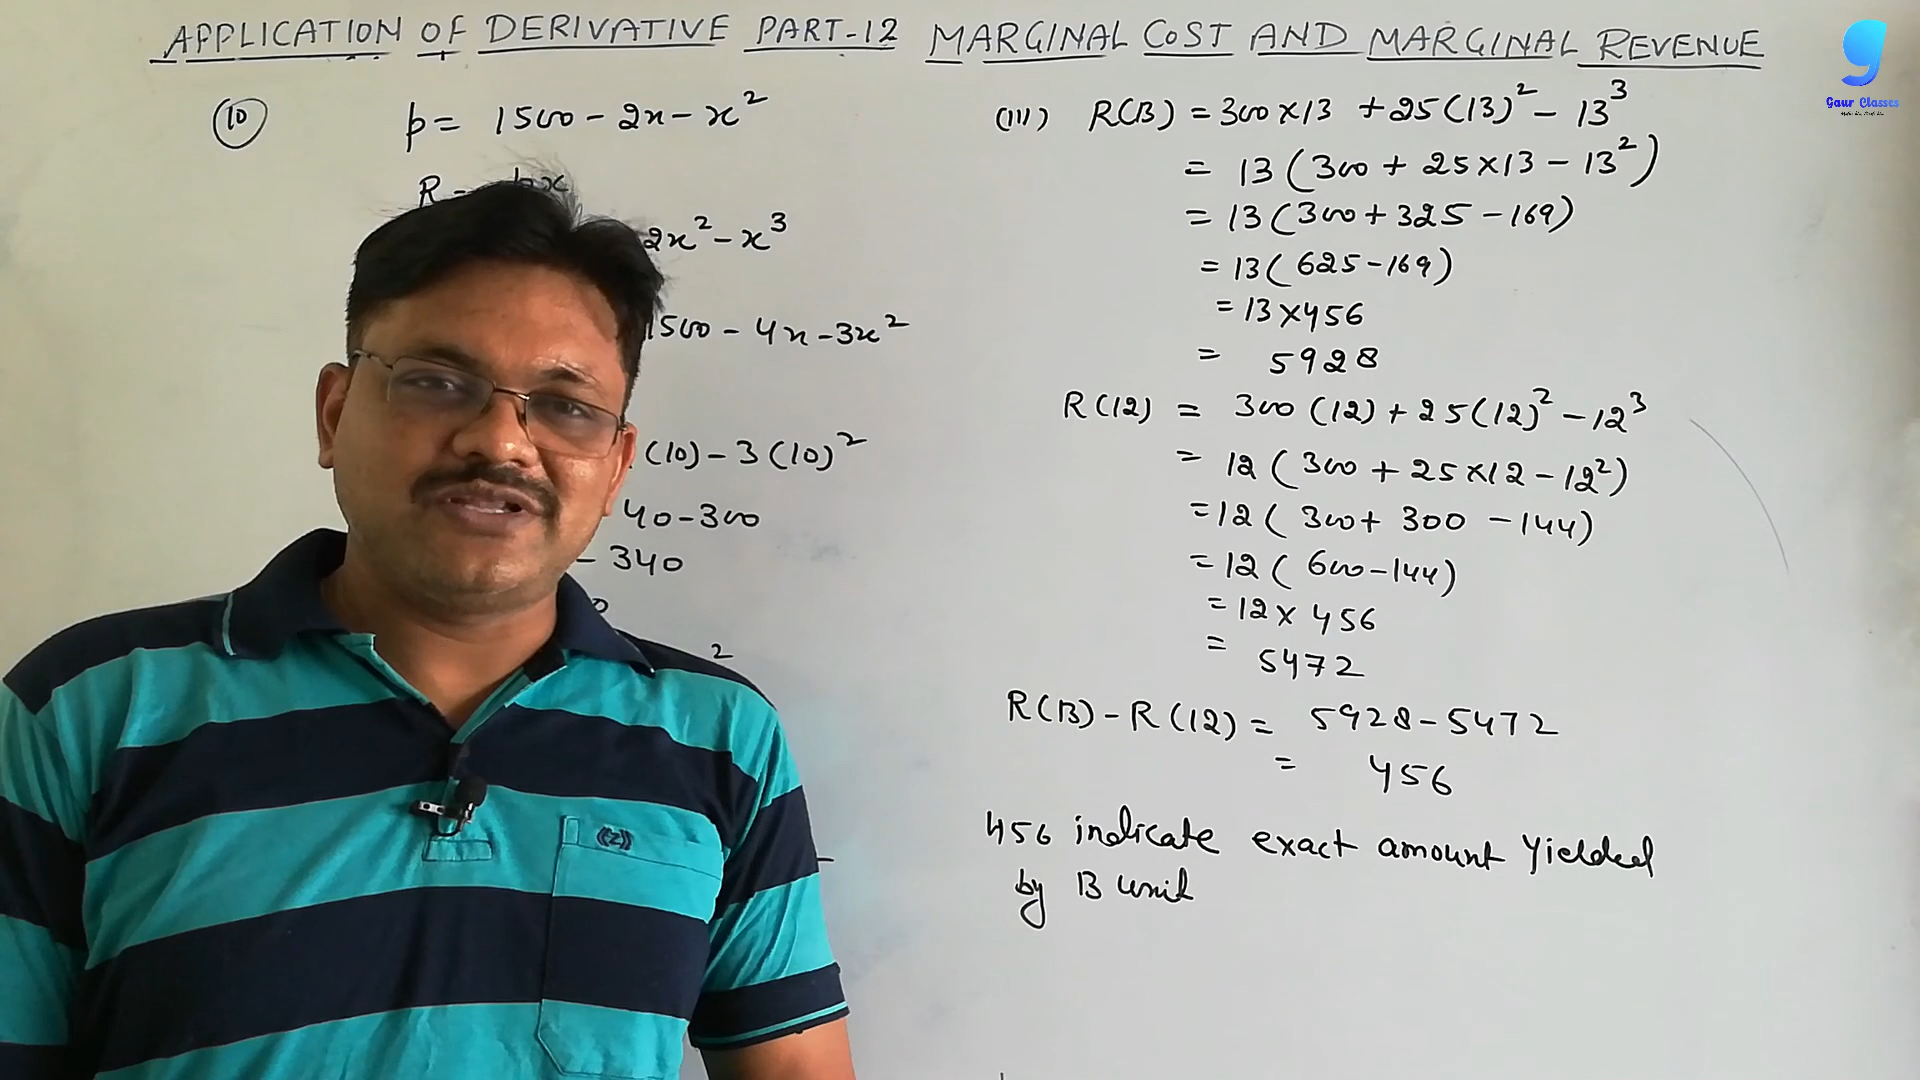 APPLICATION OF DERIVATIVE PART-12 MARGINAL COST AND MARGINAL REVENUE
g
Gaur Classes
(10) p = 1500 - 2x - x²
R = px
2x² - x³
1500 - 4x - 3x²
(10) - 3(10)²
40 - 300
- 340
0
2
(iii) R(13) = 300×13 + 25(13)² - 13³
= 13(300 + 25×13 - 13²)
= 13(300 + 325 - 169)
= 13(625 - 169)
= 13×456
= 5928
R(12) = 300(12) + 25(12)² - 12³
= 12(300 + 25×12 - 12²)
= 12(300 + 300 - 144)
= 12(600 - 144)
= 12×456
= 5472
R(13) - R(12) = 5928 - 5472
= 456
456 indicate exact amount Yielded
by 13 unit